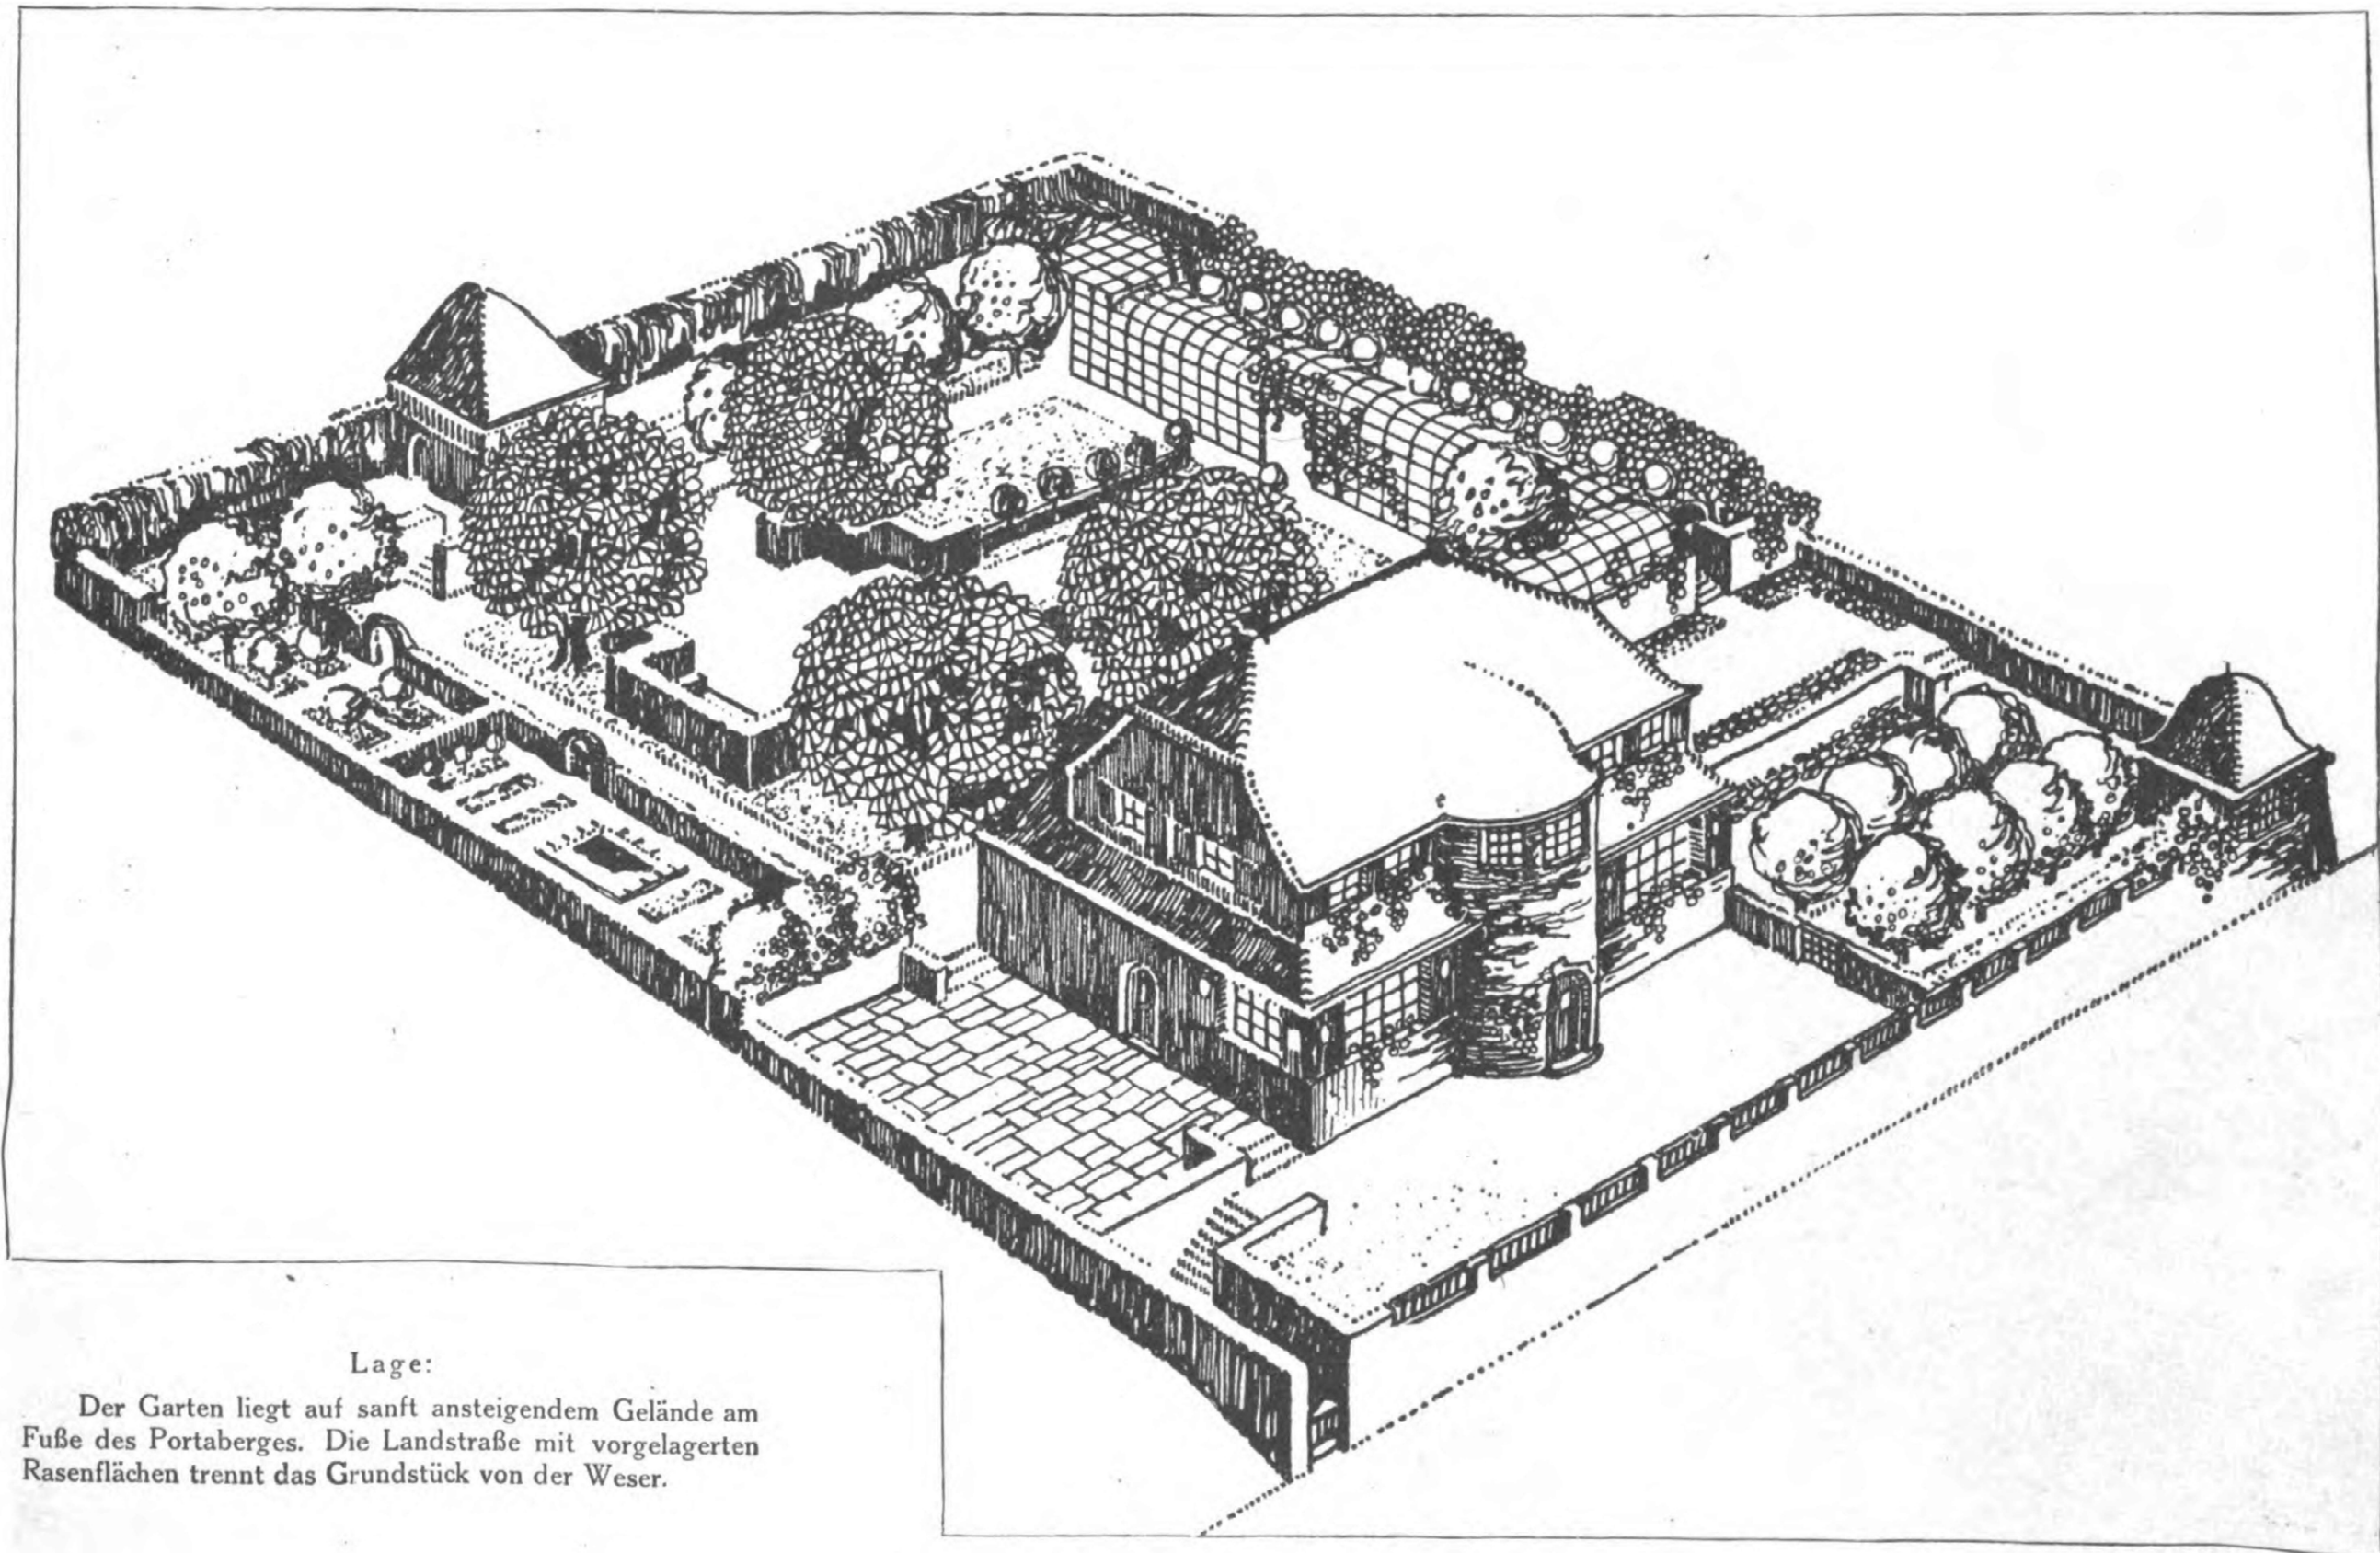 Lage:
Der Garten liegt auf sanft ansteigendem Gelände am
Fuße des Portaberges. Die Landstraße mit vorgelagerten
Rasenflächen trennt das Grundstück von der Weser.